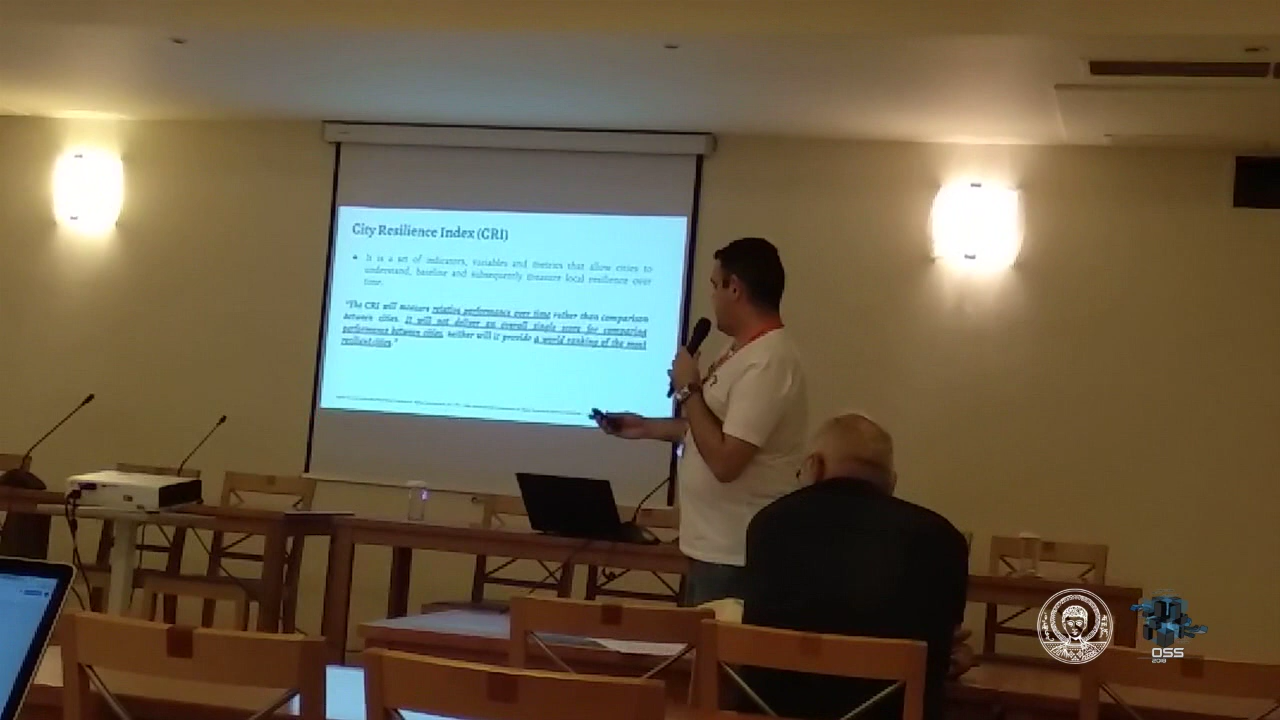 City Resilience Index (CRI)
It is a set of indicators, variables and metrics that allow cities to
understand, baseline and subsequently measure local resilience over
time.
"The CRI will measure relative performance over time rather than comparison
between cities. It will not deliver an overall single score for comparing
performance between cities, neither will it provide a world ranking of the most
resilient cities."
OSS
2018